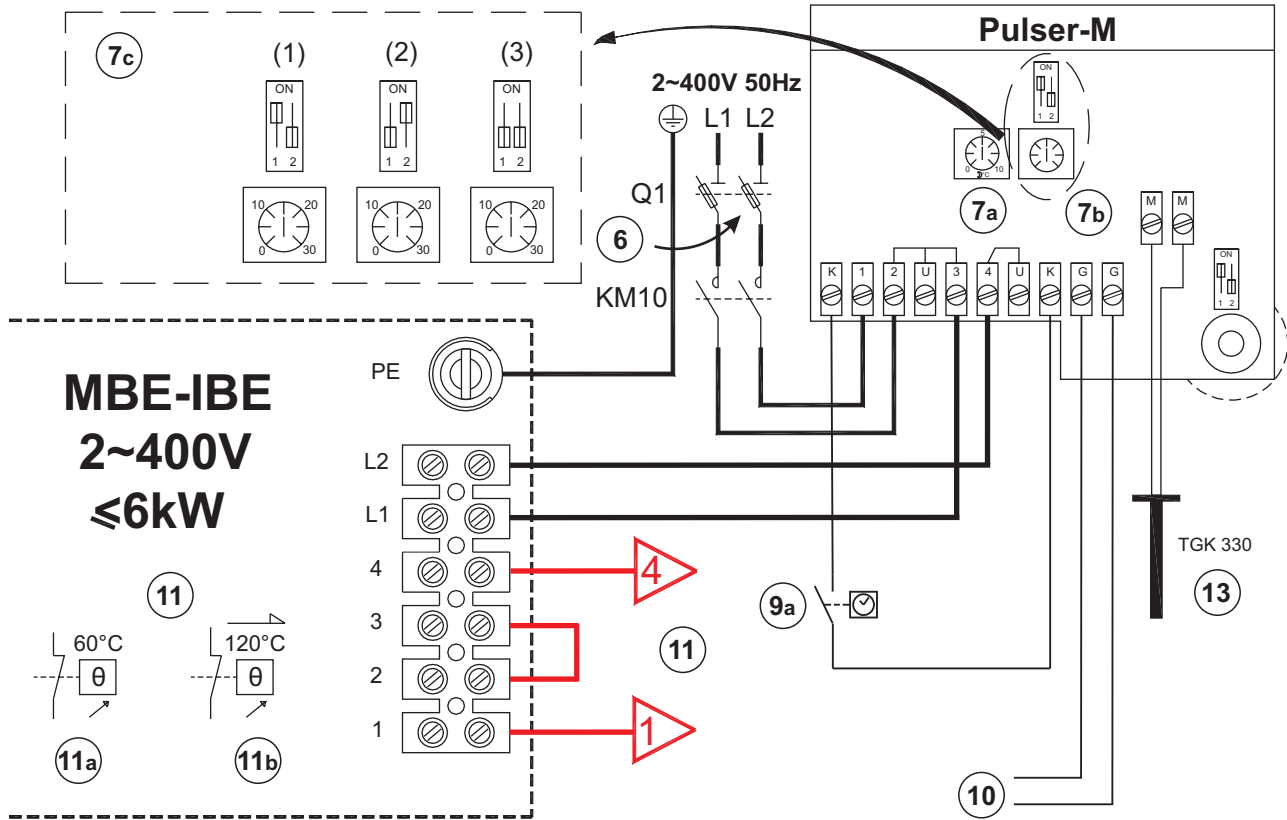 7c
(1) (2) (3)
ON ON ON
1 2 1 2 1 2
10 20 10 20 10 20
0 30 0 30 0 30
2~400V 50Hz
L1 L2
Q1
6
KM10
Pulser-M
ON
1 2
5
0 10
°C
7a
7b
M M
ON
1 2
K 1 2 U 3 4 U K G G
MBE-IBE
2~400V
≤6kW
PE
L2
L1
4
3
2
1
4
1
11
11
60°C
θ
11a
120°C
θ
11b
9a
10
TGK 330
13